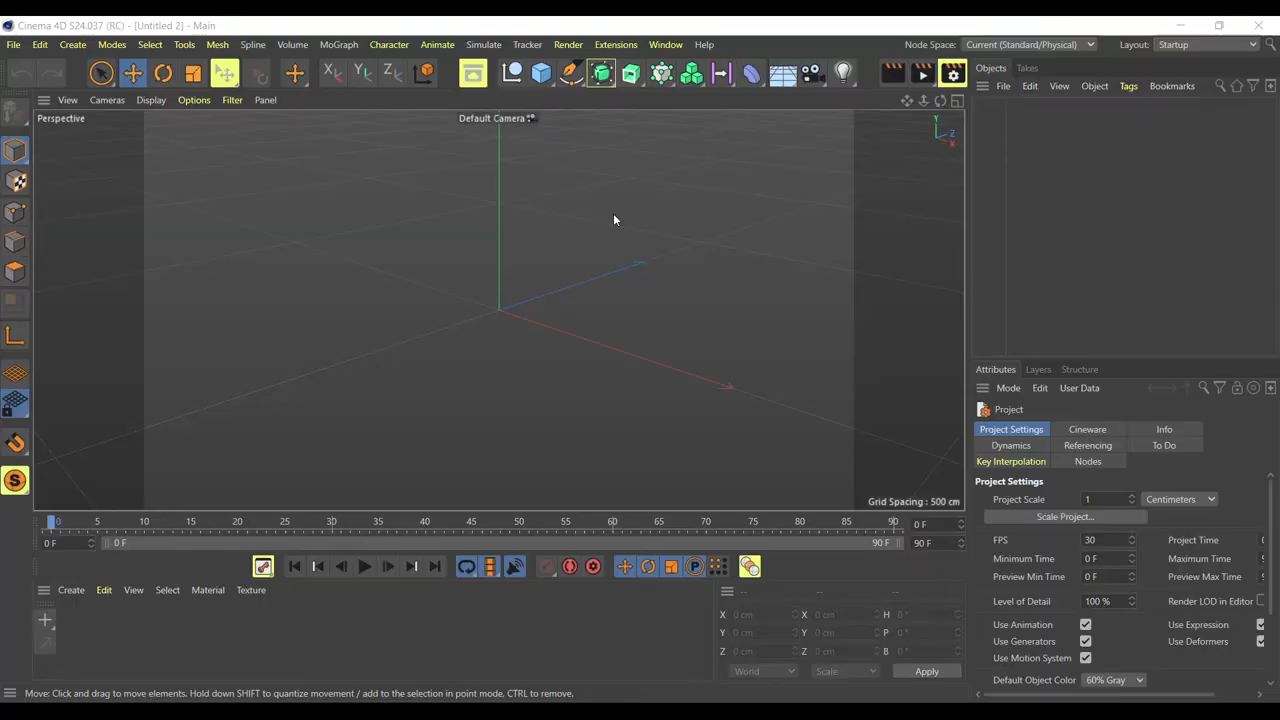 Cinema 4D S24.037 (RC) - [Untitled 2] - Main
File Edit Create Modes Select Tools Mesh Spline Volume MoGraph Character Animate Simulate Tracker Render Extensions Window Help Node Space: Current (Standard/Physical) Layout: Startup
X Y Z
Objects Takes
File Edit View Object Tags Bookmarks
View Cameras Display Options Filter Panel
Perspective
Default Camera
Y
Z
X
Grid Spacing : 500 cm
Attributes Layers Structure
Mode Edit User Data
Project
Project Settings Cineware Info
Dynamics Referencing To Do
Key Interpolation Nodes
Project Settings
Project Scale 1 Centimeters
Scale Project...
FPS 30 Project Time
Minimum Time 0 F Maximum Time
Preview Min Time 0 F Preview Max Time
Level of Detail 100 % Render LOD in Editor
Use Animation Use Expression
Use Generators Use Deformers
Use Motion System
Default Object Color 60% Gray
0 5 10 15 20 25 30 35 40 45 50 55 60 65 70 75 80 85 90 0 F
0 F 0 F 90 F 90 F
P
Create Edit View Select Material Texture
-- -- --
X 0 cm X 0 cm H 0 °
Y 0 cm Y 0 cm P 0 °
Z 0 cm Z 0 cm B 0 °
World Scale Apply
S
Move: Click and drag to move elements. Hold down SHIFT to quantize movement / add to the selection in point mode, CTRL to remove.